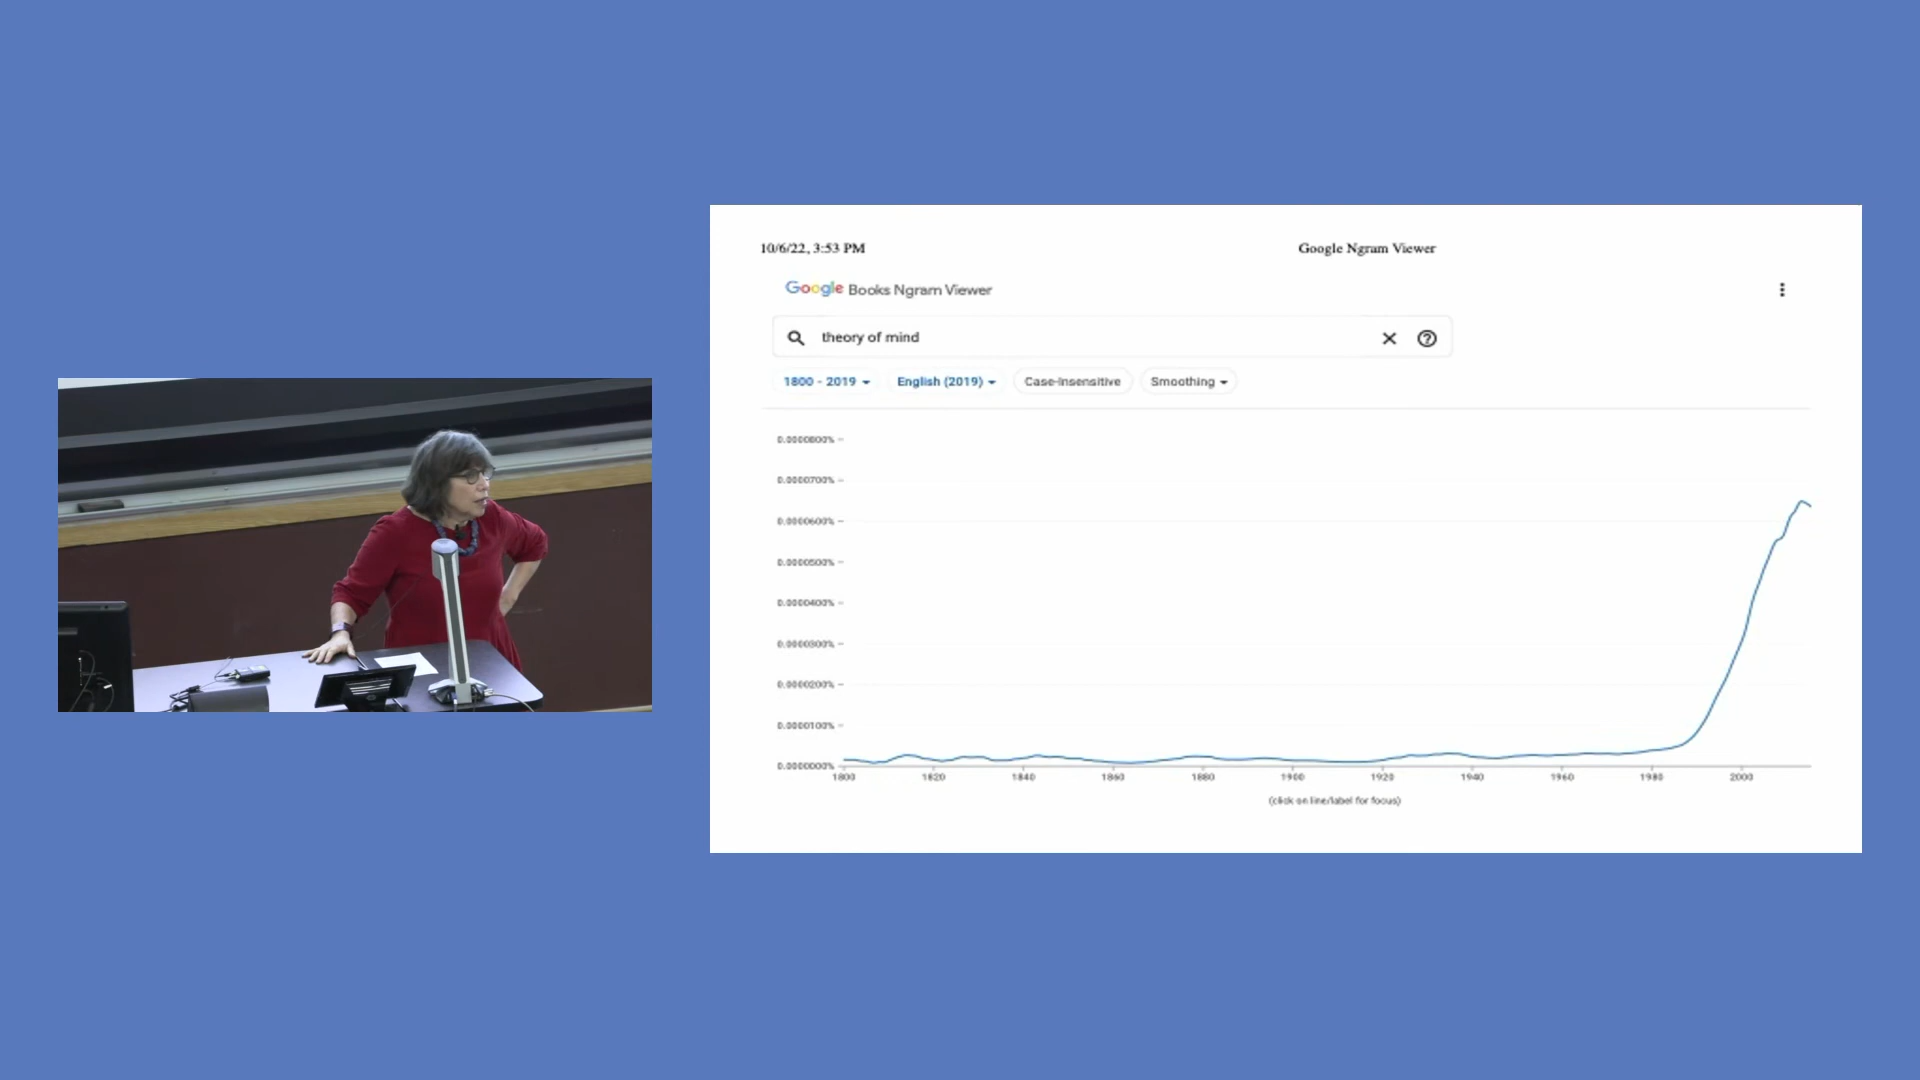 10/6/22, 3:53 PM
Google Ngram Viewer
Google Books Ngram Viewer
theory of mind
1800 - 2019
English (2019)
Case-Insensitive
Smoothing
0.0000800%
0.0000700%
0.0000600%
0.0000500%
0.0000400%
0.0000300%
0.0000200%
0.0000100%
0.0000000%
1800 1820 1840 1860 1880 1900 1920 1940 1960 1980 2000
(click on line/label for focus)